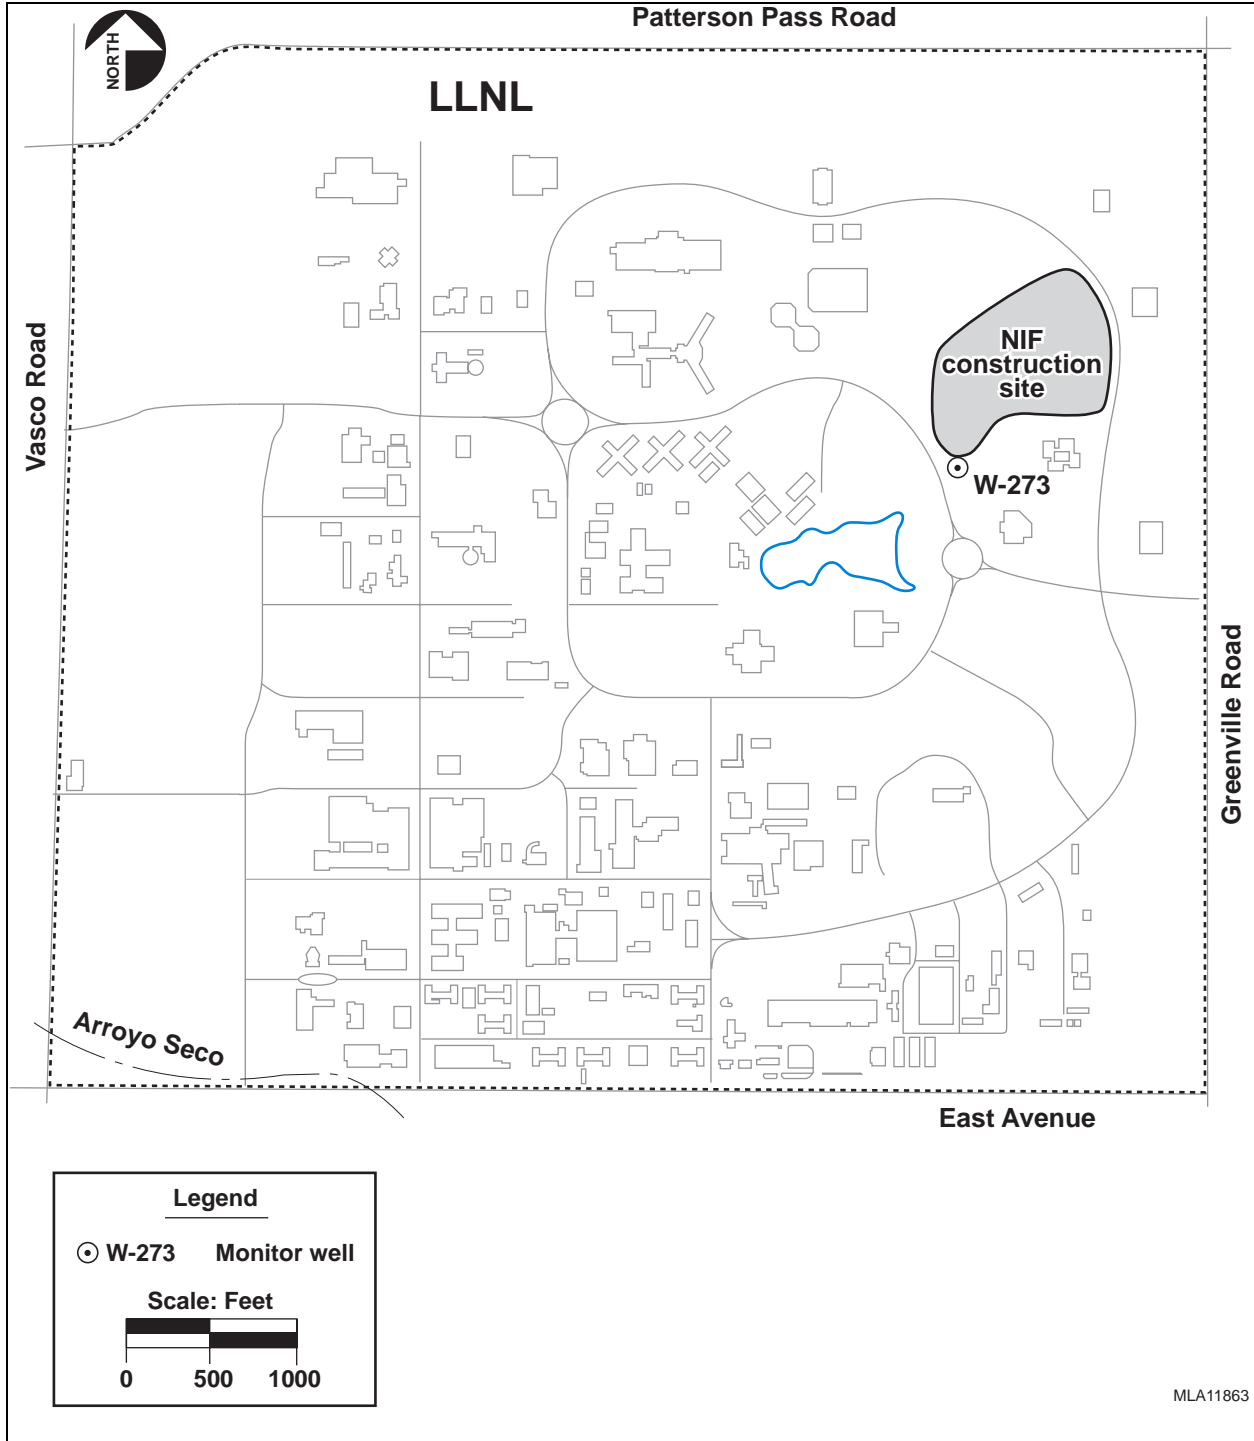 Patterson Pass Road
NORTH
LLNL
Vasco Road
NIF
construction
site
W-273
Greenville Road
Arroyo Seco
East Avenue
Legend
W-273 Monitor well
Scale: Feet
0 500 1000
MLA11863